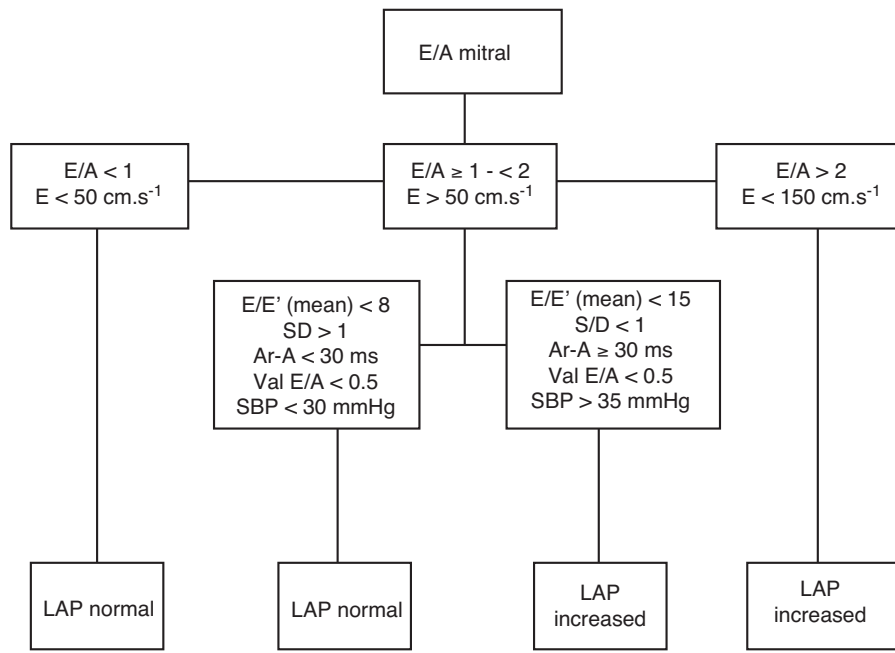 E/A mitral
E/A < 1
E < 50 cm.s⁻¹
E/A ≥ 1 - < 2
E > 50 cm.s⁻¹
E/A > 2
E < 150 cm.s⁻¹
E/E’ (mean) < 8
SD > 1
Ar-A < 30 ms
Val E/A < 0.5
SBP < 30 mmHg
E/E’ (mean) < 15
S/D < 1
Ar-A ≥ 30 ms
Val E/A < 0.5
SBP > 35 mmHg
LAP normal
LAP normal
LAP
increased
LAP
increased